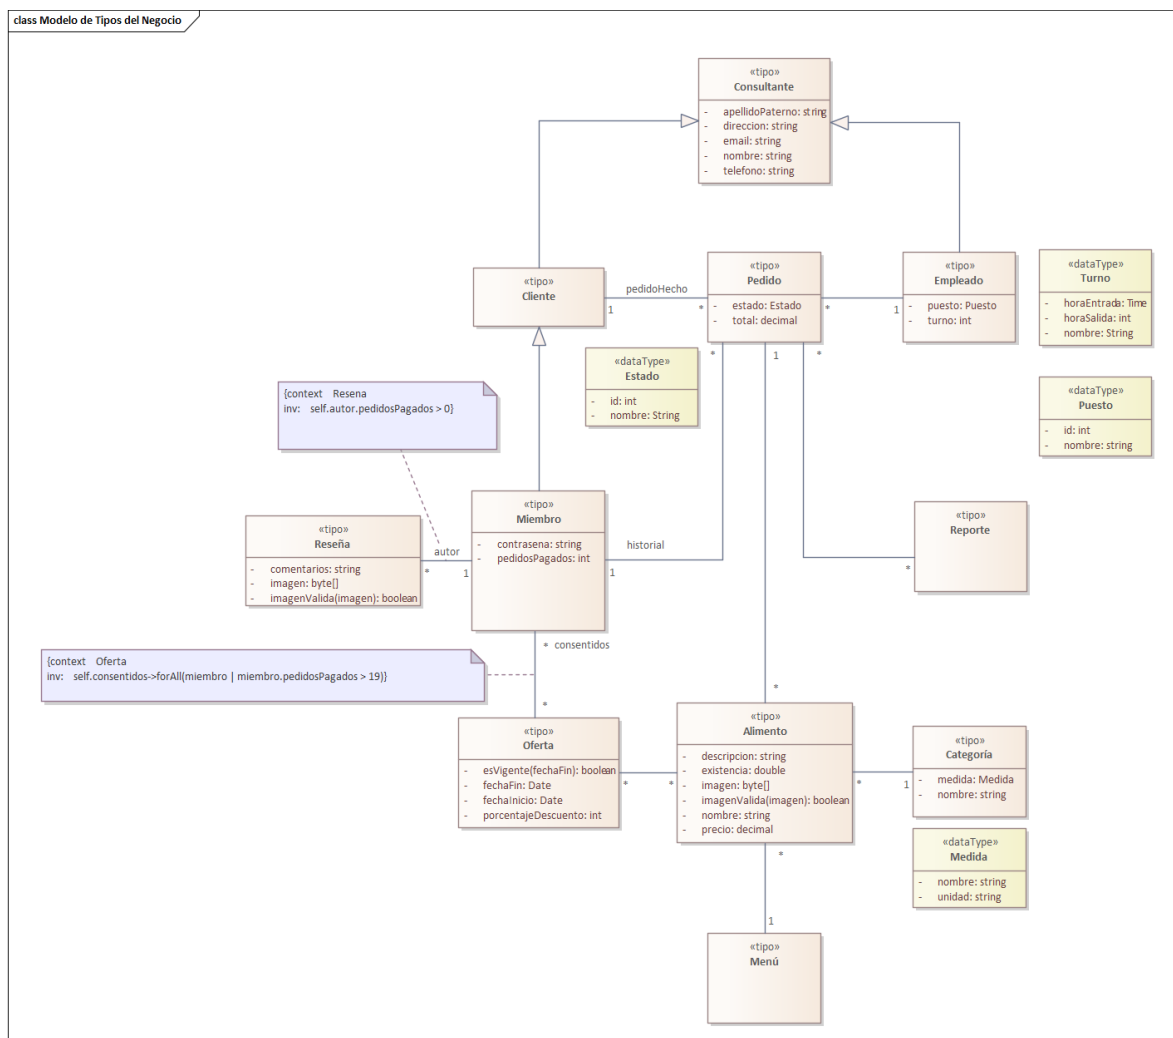 class Modelo de Tipos del Negocio
«tipo»
Consultante
- apellidoPaterno: string
- direccion: string
- email: string
- nombre: string
- telefono: string
«tipo»
Cliente
pedidoHecho
1
*
«tipo»
Pedido
- estado: Estado
- total: decimal
*
1
«tipo»
Empleado
- puesto: Puesto
- turno: int
«dataType»
Turno
- horaEntrada: Time
- horaSalida: int
- nombre: String
«dataType»
Estado
- id: int
- nombre: String
*
1
*
«dataType»
Puesto
- id: int
- nombre: string
{context Resena
inv: self.autor.pedidosPagados > 0}
«tipo»
Reseña
- comentarios: string
- imagen: byte[]
- imagenValida(imagen): boolean
autor
*
1
«tipo»
Miembro
- contrasena: string
- pedidosPagados: int
historial
1
«tipo»
Reporte
*
* consentidos
{context Oferta
inv: self.consentidos->forAll(miembro | miembro.pedidosPagados > 19)}
*
*
«tipo»
Oferta
- esVigente(fechaFin): boolean
- fechaFin: Date
- fechaInicio: Date
- porcentajeDescuento: int
*
*
«tipo»
Alimento
- descripcion: string
- existencia: double
- imagen: byte[]
- imagenValida(imagen): boolean
- nombre: string
- precio: decimal
*
1
«tipo»
Categoría
- medida: Medida
- nombre: string
«dataType»
Medida
- nombre: string
- unidad: string
*
1
«tipo»
Menú